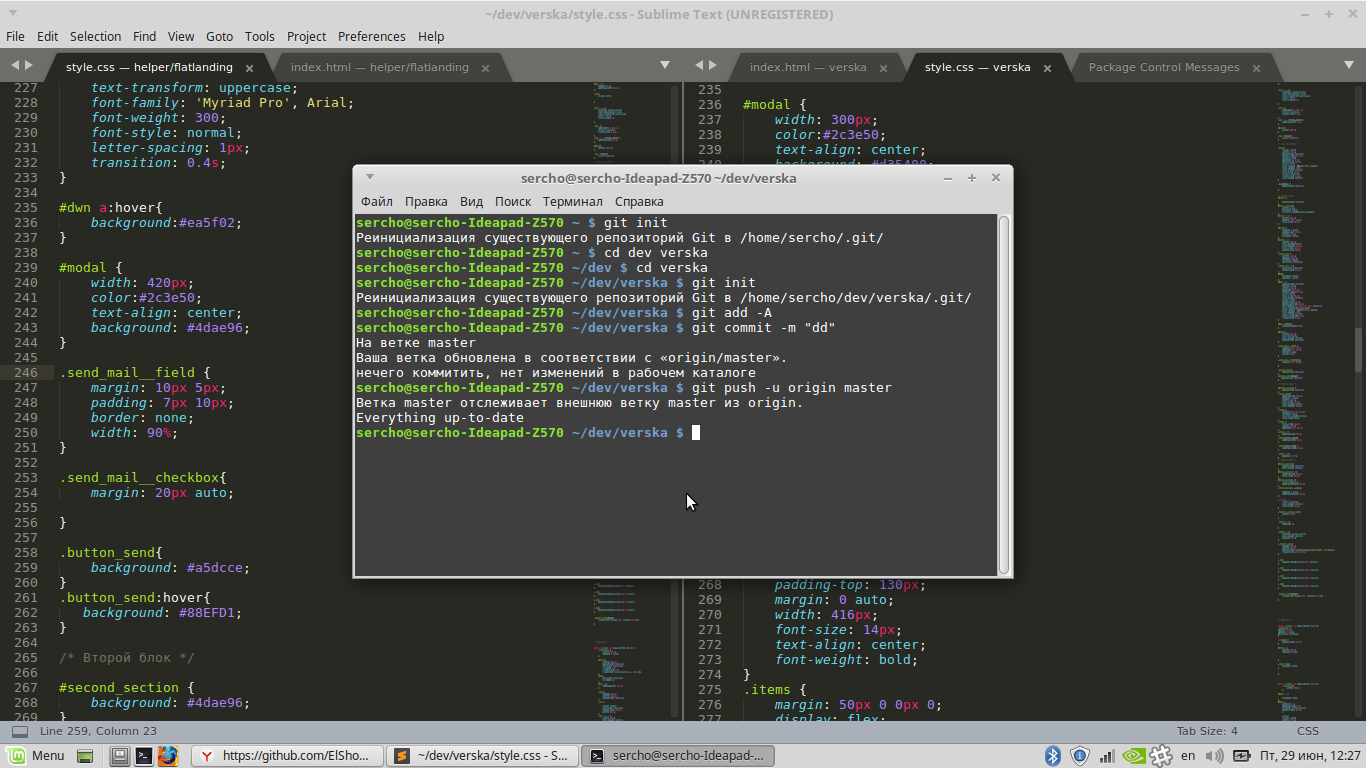 ~/dev/verska/style.css - Sublime Text (UNREGISTERED)
File Edit Selection Find View Goto Tools Project Preferences Help
style.css — helper/flatlanding × index.html — helper/flatlanding ×
index.html — verska × style.css — verska × Package Control Messages ×
227 text-transform: uppercase;
228 font-family: 'Myriad Pro', Arial;
229 font-weight: 300;
230 font-style: normal;
231 letter-spacing: 1px;
232 transition: 0.4s;
233 }
234
235 #dwn a:hover{
236 background:#ea5f02;
237 }
238
239 #modal {
240 width: 420px;
241 color:#2c3e50;
242 text-align: center;
243 background: #4dae96;
244 }
245
246 .send_mail__field {
247 margin: 10px 5px;
248 padding: 7px 10px;
249 border: none;
250 width: 90%;
251 }
252
253 .send_mail__checkbox{
254 margin: 20px auto;
255
256 }
257
258 .button_send{
259 background: #a5dcce;
260 }
261 .button_send:hover{
262 background: #88EFD1;
263 }
264
265 /* Второй блок */
266
267 #second_section {
268 background: #4dae96;
269 }
235
236 #modal {
237 width: 300px;
238 color:#2c3e50;
239 text-align: center;
240 background: #d35400;
sercho@sercho-Ideapad-Z570 ~/dev/verska
Файл Правка Вид Поиск Терминал Справка
sercho@sercho-Ideapad-Z570 ~ $ git init
Реинициализация существующего репозиторий Git в /home/sercho/.git/
sercho@sercho-Ideapad-Z570 ~ $ cd dev verska
sercho@sercho-Ideapad-Z570 ~/dev $ cd verska
sercho@sercho-Ideapad-Z570 ~/dev/verska $ git init
Реинициализация существующего репозиторий Git в /home/sercho/dev/verska/.git/
sercho@sercho-Ideapad-Z570 ~/dev/verska $ git add -A
sercho@sercho-Ideapad-Z570 ~/dev/verska $ git commit -m "dd"
На ветке master
Ваша ветка обновлена в соответствии с «origin/master».
нечего коммитить, нет изменений в рабочем каталоге
sercho@sercho-Ideapad-Z570 ~/dev/verska $ git push -u origin master
Ветка master отслеживает внешнюю ветку master из origin.
Everything up-to-date
sercho@sercho-Ideapad-Z570 ~/dev/verska $
268 padding-top: 130px;
269 margin: 0 auto;
270 width: 416px;
271 font-size: 14px;
272 text-align: center;
273 font-weight: bold;
274 }
275 .items {
276 margin: 50px 0 0px 0;
277 display: flex;
Line 259, Column 23 Tab Size: 4 CSS
Menu https://github.com/ElSho... ~/dev/verska/style.css - S... sercho@sercho-Ideapad-... en Пт, 29 июн, 12:27